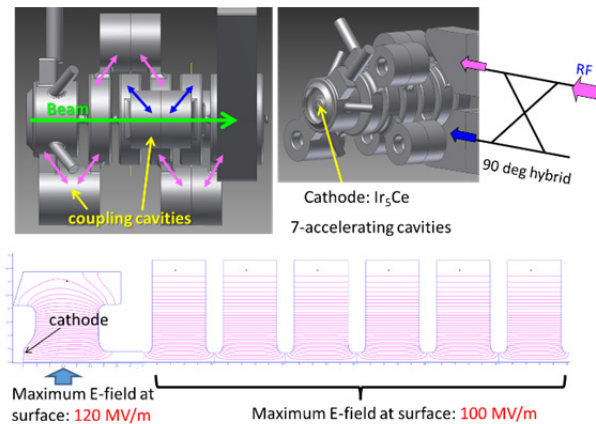 Beam
coupling cavities
RF
90 deg hybrid
Cathode: Ir₅Ce
7-accelerating cavities
cathode
Maximum E-field at
surface: 120 MV/m
Maximum E-field at surface: 100 MV/m